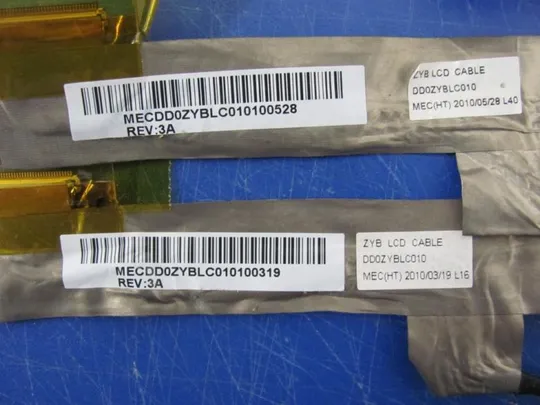 MECDD0ZYBLC010100528
REV:3A
ZYB LCD CABLE
DD0ZYBLC010
MEC(HT) 2010/05/28 L40
MECDD0ZYBLC010100319
REV:3A
ZYB LCD CABLE
DD0ZYBLC010
MEC(HT) 2010/03/19 L16